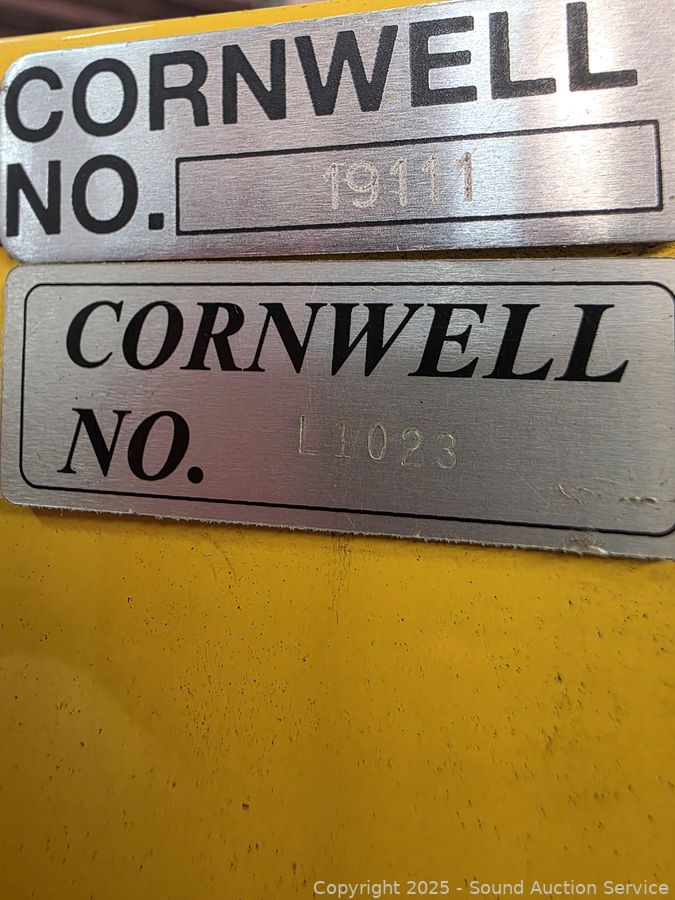 CORNWELL
NO. 19111
CORNWELL
NO. L1023
Copyright 2025 - Sound Auction Service